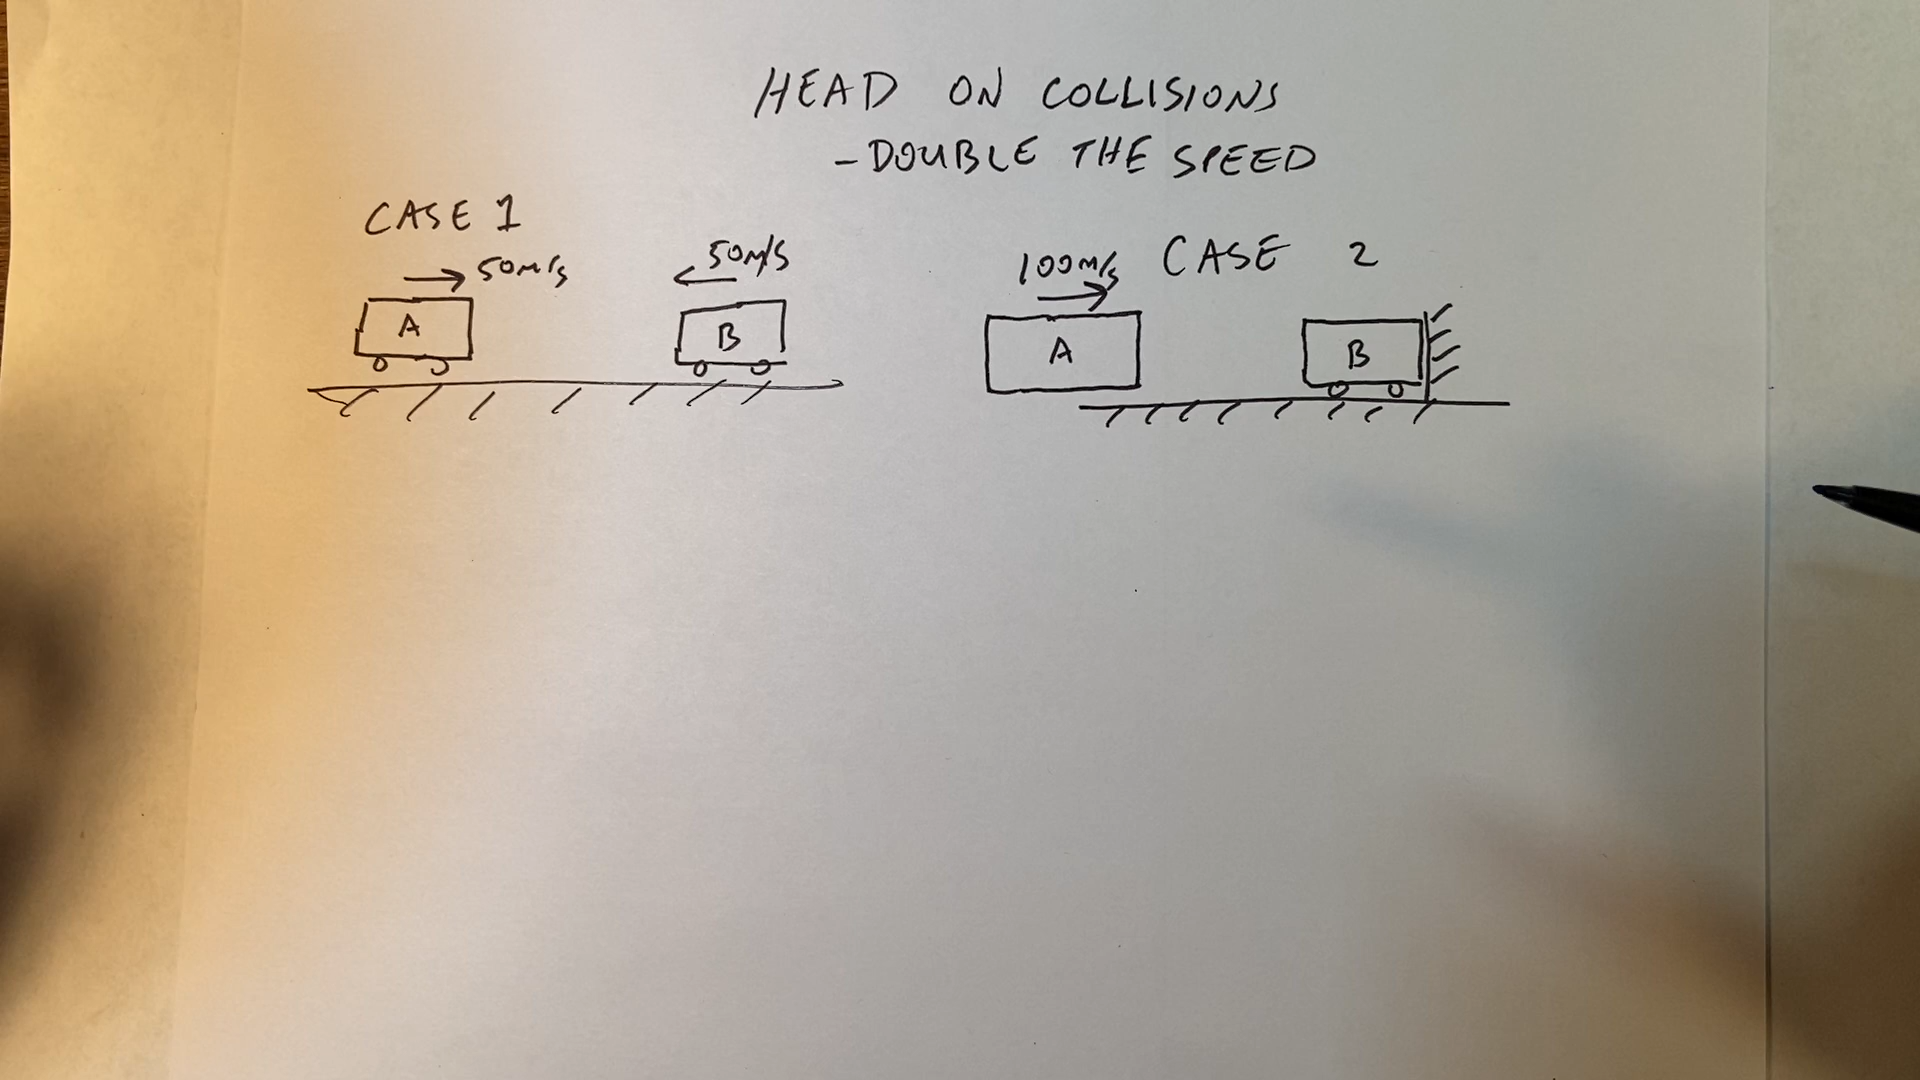 HEAD ON COLLISIONS
- DOUBLE THE SPEED
CASE 1
50m/s
50m/s
A
B
CASE 2
100m/s
A
B